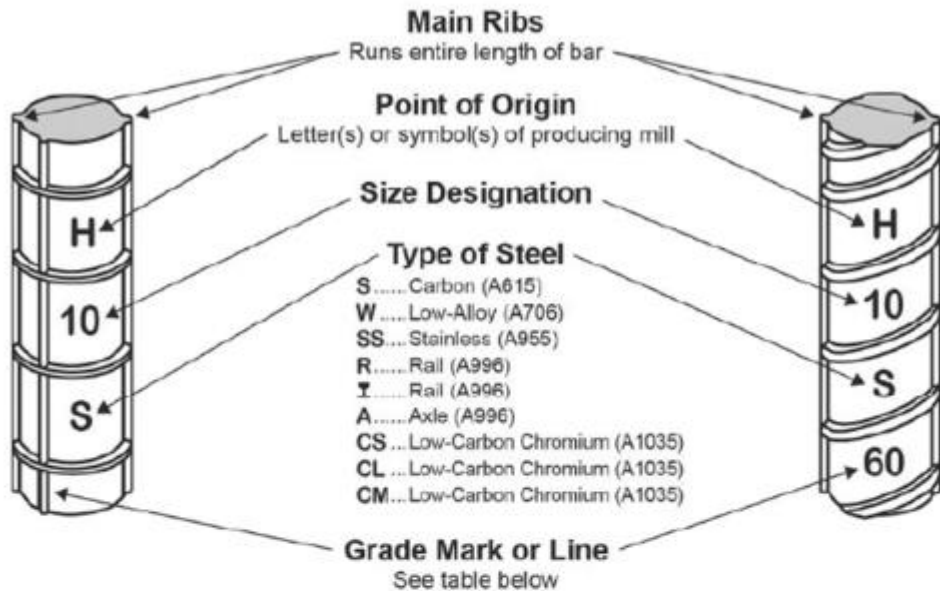 Main Ribs
Runs entire length of bar
Point of Origin
Letter(s) or symbol(s) of producing mill
H
H
Size Designation
10
10
Type of Steel
S...... Carbon (A615)
W..... Low-Alloy (A706)
SS.... Stainless (A955)
R...... Rail (A996)
...... Rail (A996)
A...... Axle (A996)
CS ... Low-Carbon Chromium (A1035)
CL ... Low-Carbon Chromium (A1035)
CM... Low-Carbon Chromium (A1035)
S
S
60
Grade Mark or Line
See table below